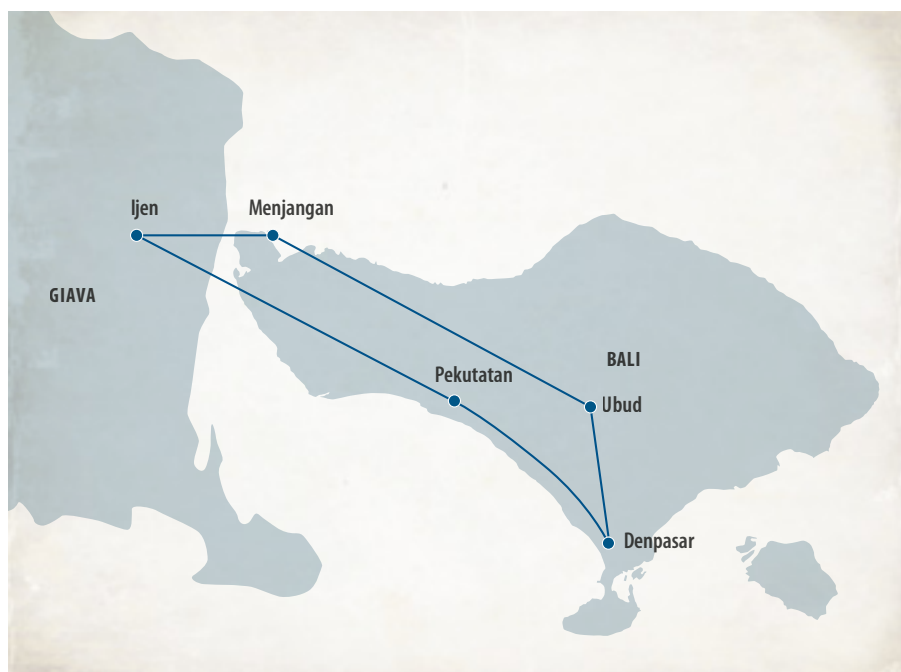 Ijen
Menjangan
GIAVA
BALI
Pekutatan
Ubud
Denpasar